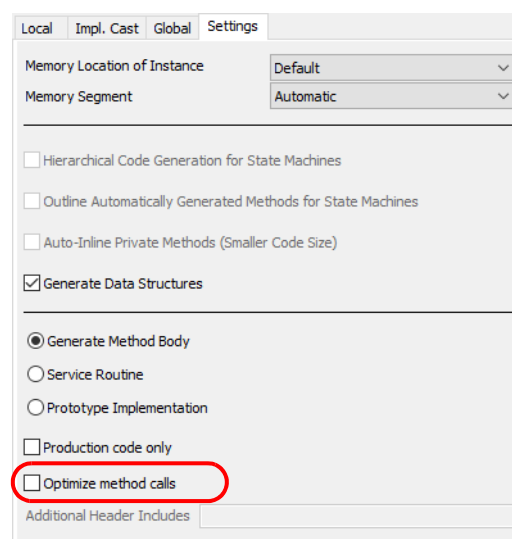 Local Impl. Cast Global Settings
Memory Location of Instance Default
Memory Segment Automatic
Hierarchical Code Generation for State Machines
Outline Automatically Generated Methods for State Machines
Auto-Inline Private Methods (Smaller Code Size)
Generate Data Structures
Generate Method Body
Service Routine
Prototype Implementation
Production code only
Optimize method calls
Additional Header Includes